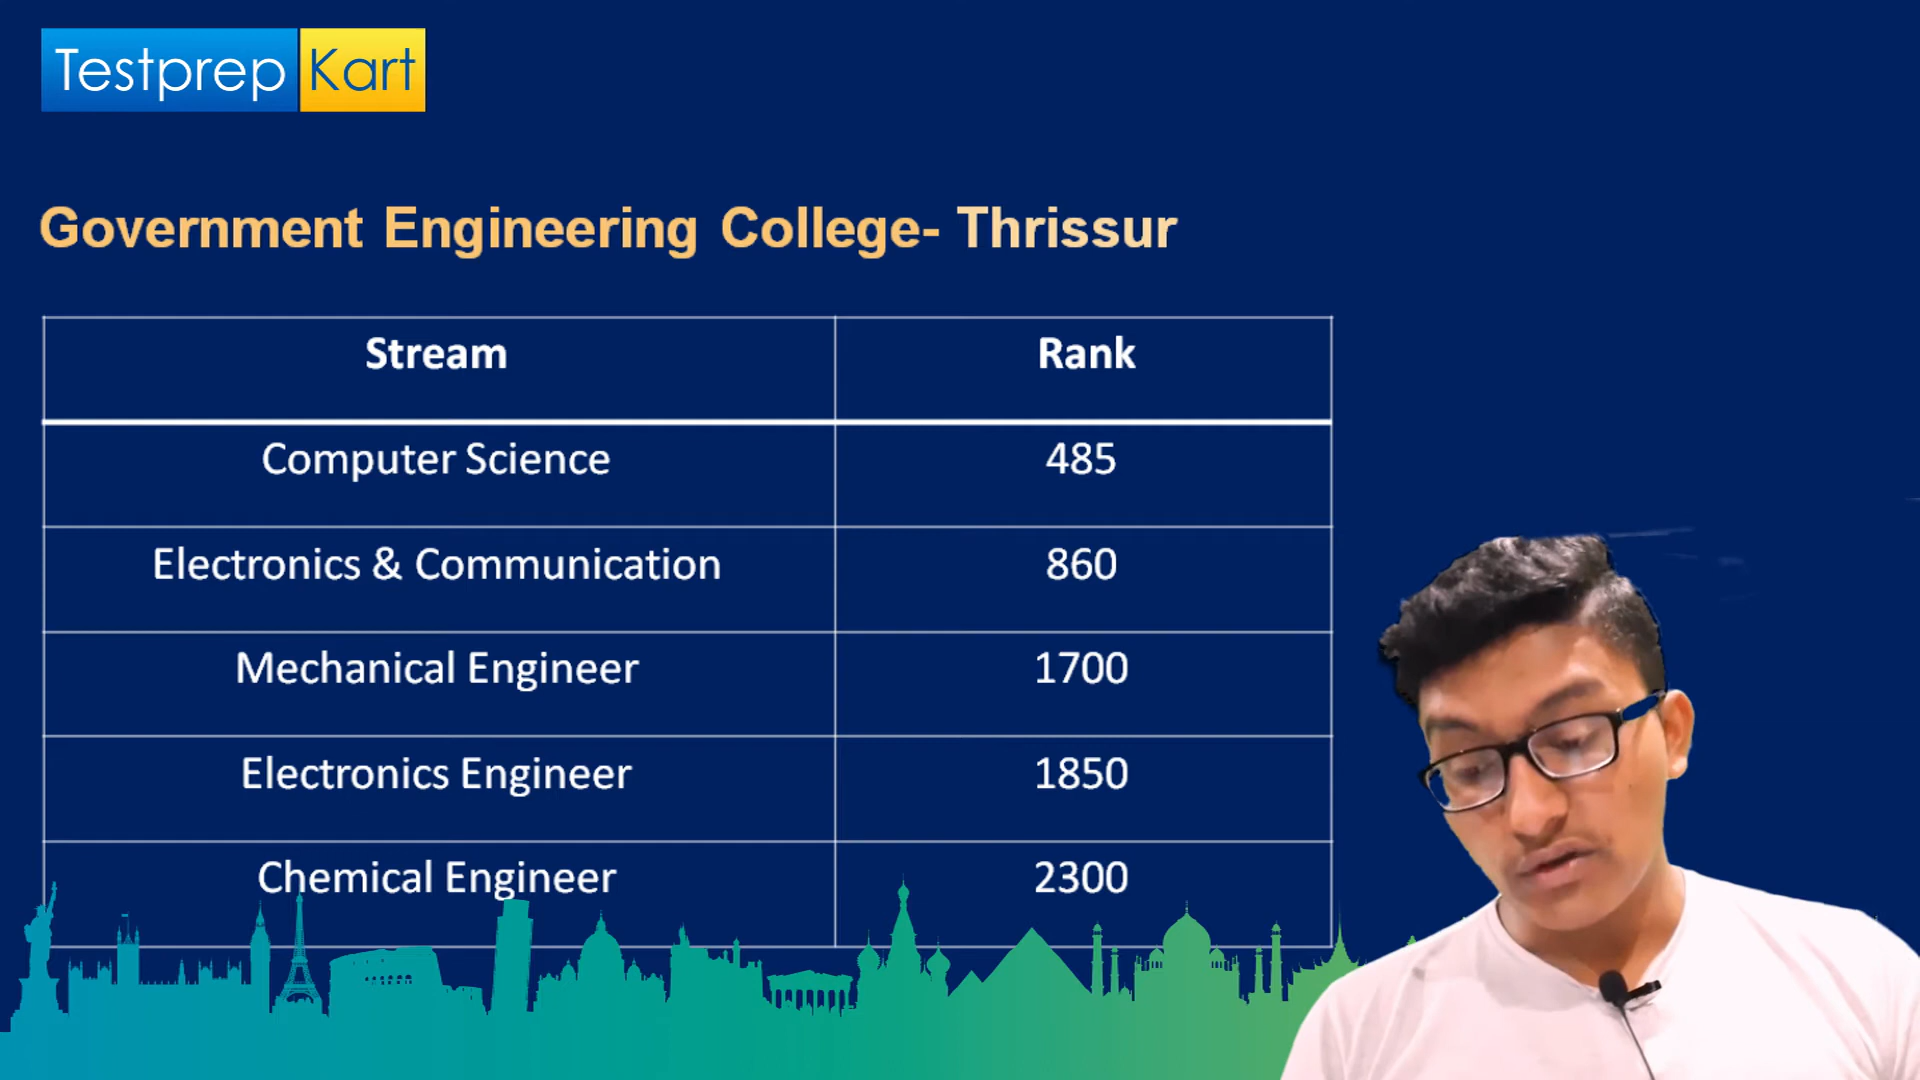 Testprep Kart
Government Engineering College- Thrissur
Stream Rank
Computer Science 485
Electronics & Communication 860
Mechanical Engineer 1700
Electronics Engineer 1850
Chemical Engineer 2300